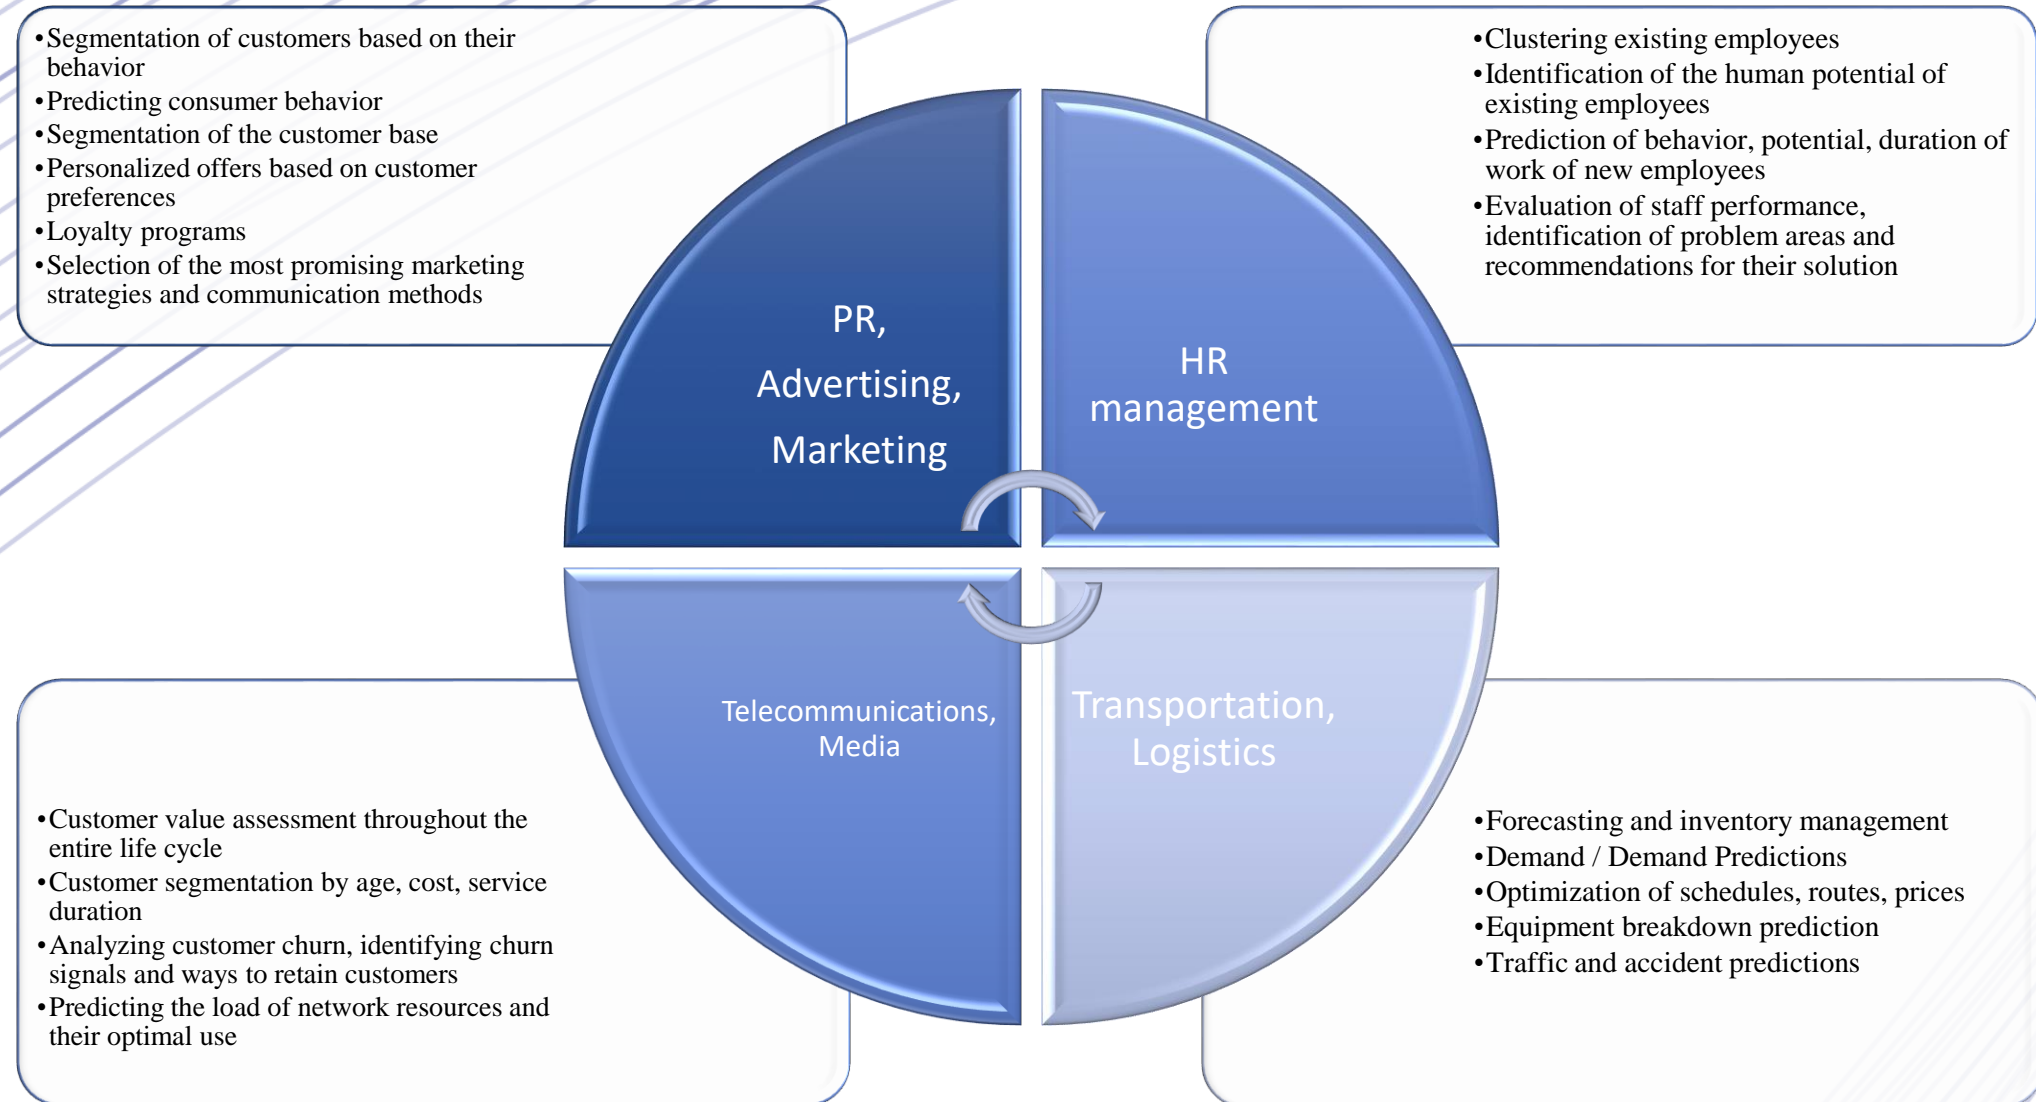 •Segmentation of customers based on their
behavior
•Predicting consumer behavior
•Segmentation of the customer base
•Personalized offers based on customer
preferences
•Loyalty programs
•Selection of the most promising marketing
strategies and communication methods
•Clustering existing employees
•Identification of the human potential of
existing employees
•Prediction of behavior, potential, duration of
work of new employees
•Evaluation of staff performance,
identification of problem areas and
recommendations for their solution
PR,
Advertising,
Marketing
HR
management
Telecommunications,
Media
Transportation,
Logistics
•Customer value assessment throughout the
entire life cycle
•Customer segmentation by age, cost, service
duration
•Analyzing customer churn, identifying churn
signals and ways to retain customers
•Predicting the load of network resources and
their optimal use
•Forecasting and inventory management
•Demand / Demand Predictions
•Optimization of schedules, routes, prices
•Equipment breakdown prediction
•Traffic and accident predictions